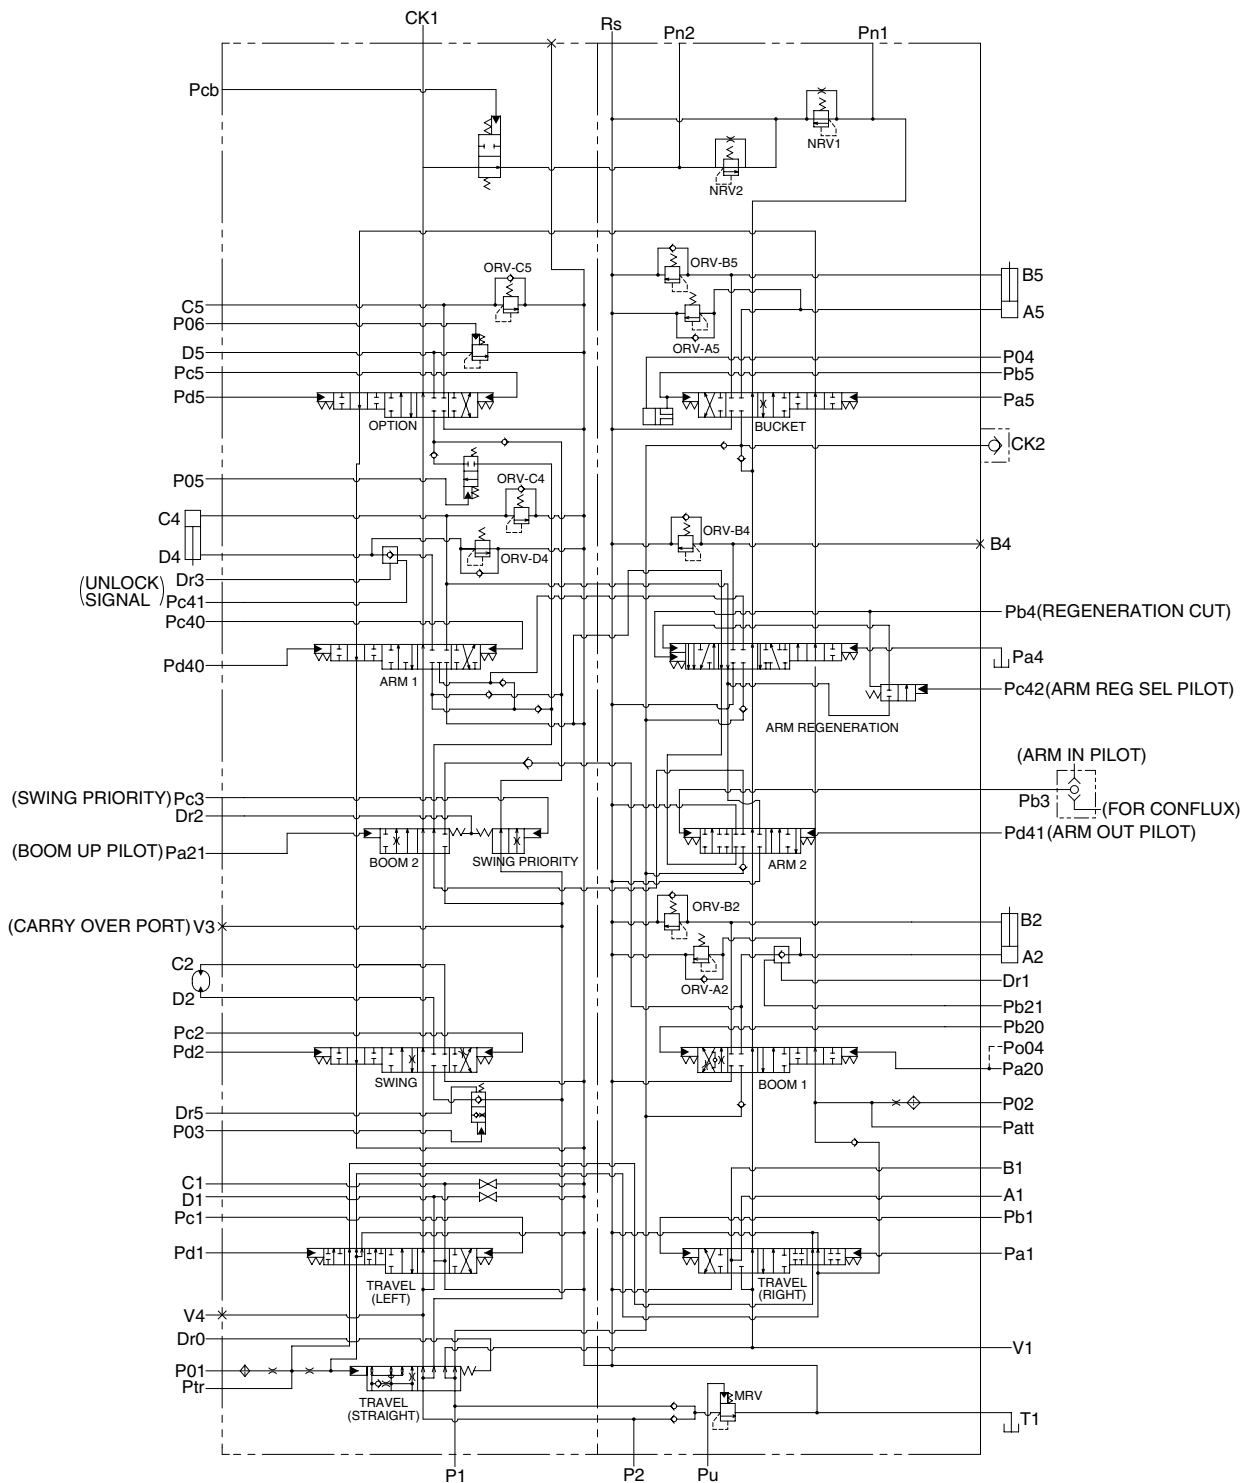 CK1
Rs
Pn2
Pn1
Pcb
NRV1
NRV2
ORV-C5
ORV-B5
B5
C5
A5
P06
ORV-A5
D5
P04
Pc5
Pb5
Pd5
Pa5
OPTION
BUCKET
CK2
P05
ORV-C4
C4
ORV-B4
B4
D4
ORV-D4
(UNLOCK SIGNAL)
Dr3
Pc41
Pb4(REGENERATION CUT)
Pc40
Pa4
Pd40
ARM 1
Pc42(ARM REG SEL PILOT)
ARM REGENERATION
(ARM IN PILOT)
(SWING PRIORITY)Pc3
Pb3
(FOR CONFLUX)
Dr2
Pd41(ARM OUT PILOT)
(BOOM UP PILOT)Pa21
BOOM 2
SWING PRIORITY
ARM 2
ORV-B2
(CARRY OVER PORT)V3
B2
C2
A2
ORV-A2
Dr1
D2
Pb21
Pc2
Pb20
Pd2
Po04
Pa20
SWING
BOOM 1
Dr5
P02
P03
Patt
C1
B1
D1
A1
Pc1
Pb1
Pd1
Pa1
TRAVEL
(LEFT)
TRAVEL
(RIGHT)
V4
Dr0
V1
P01
Ptr
TRAVEL
(STRAIGHT)
MRV
T1
P1
P2
Pu